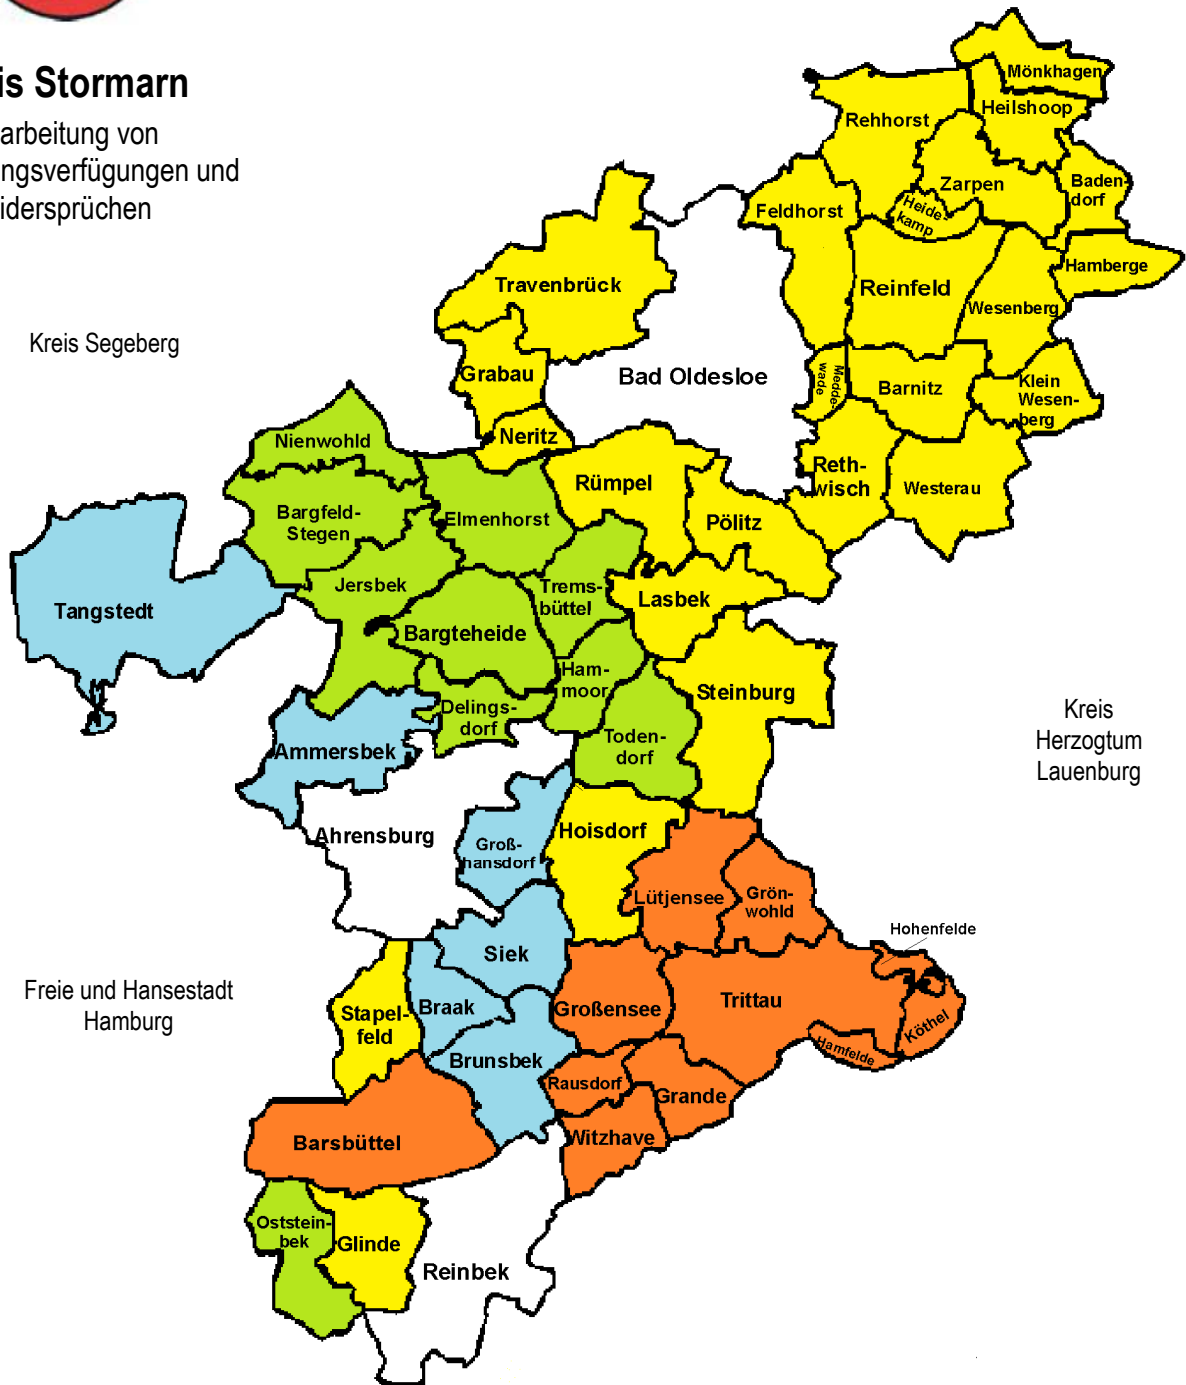 is Stormarn
arbeitung von
ngsverfügungen und
idersprüchen
Mönkhagen
Heilshoop
Rehhorst
Zarpen
Baden-
dorf
Heide-
kamp
Feldhorst
Hamberge
Reinfeld
Travenbrück
Wesenberg
Kreis Segeberg
Grabau
Bad Oldesloe
Medde-
wade
Barnitz
Klein
Wesen-
berg
Nienwohld
Neritz
Rümpel
Reth-
wisch
Westerau
Bargfeld-
Stegen
Elmenhorst
Pölitz
Jersbek
Trems-
büttel
Lasbek
Tangstedt
Bargteheide
Ham-
moor
Steinburg
Delings-
dorf
Kreis
Herzogtum
Lauenburg
Ammersbek
Toden-
dorf
Ahrensburg
Groß-
hansdorf
Hoisdorf
Lütjensee
Grön-
wohld
Hohenfelde
Siek
Freie und Hansestadt
Hamburg
Stapel-
feld
Braak
Großensee
Trittau
Köthel
Hamfelde
Brunsbek
Rausdorf
Grande
Barsbüttel
Witzhave
Oststein-
bek
Glinde
Reinbek